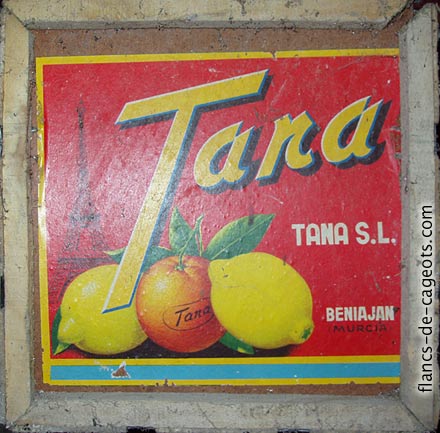 Tana
TANA S.L.
Tana
BENIAJAN
MURCIA
flancs-de-cageots.com